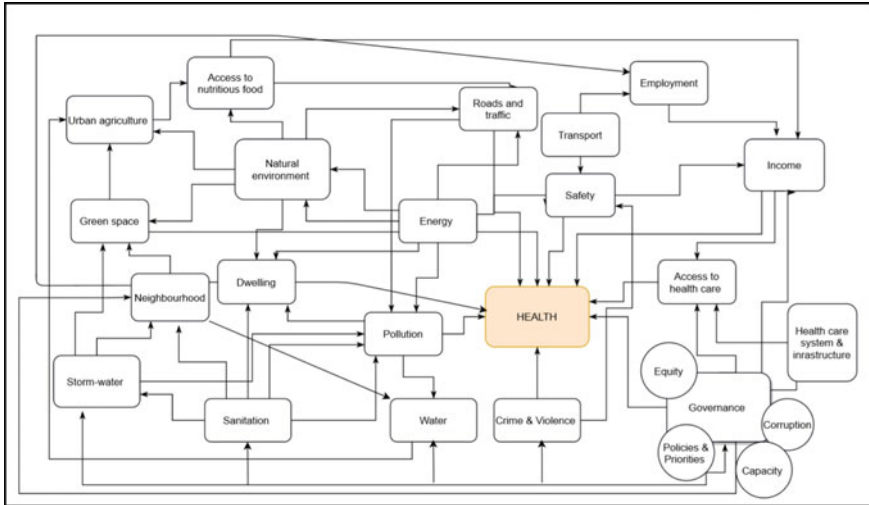 Access to
nutritious food
Employment
Roads and
traffic
Urban agriculture
Transport
Natural
environment
Income
Safety
Green space
Energy
Dwelling
Neighbourhood
Access to
health care
HEALTH
Pollution
Health care
system &
inrastructure
Equity
Storm-water
Governance
Sanitation
Water
Crime & Violence
Corruption
Policies &
Priorities
Capacity